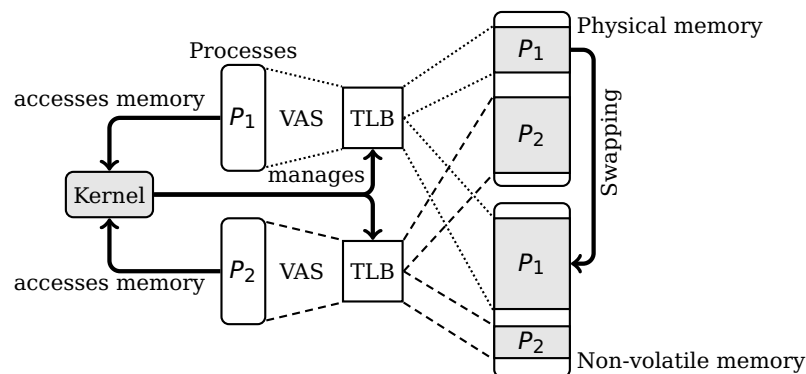 Physical memory
Processes
P1
accesses memory
P1
VAS
TLB
P2
manages
Swapping
Kernel
P2
VAS
TLB
P1
accesses memory
P2
Non-volatile memory